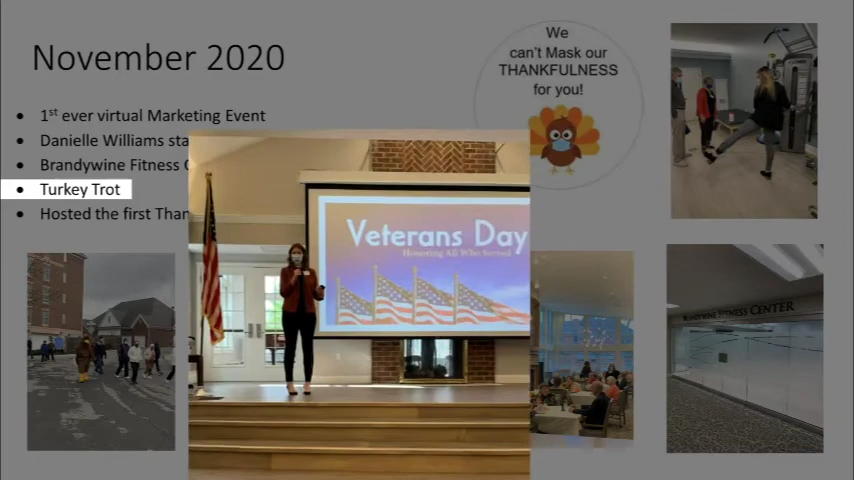 November 2020
1st ever virtual Marketing Event
Danielle Williams sta
Brandywine Fitness
Turkey Trot
Hosted the first Than
We
can't Mask our
THANKFULNESS
for you!
Veterans Day
Honoring All Who Served
BRANDYWINE FITNESS CENTER